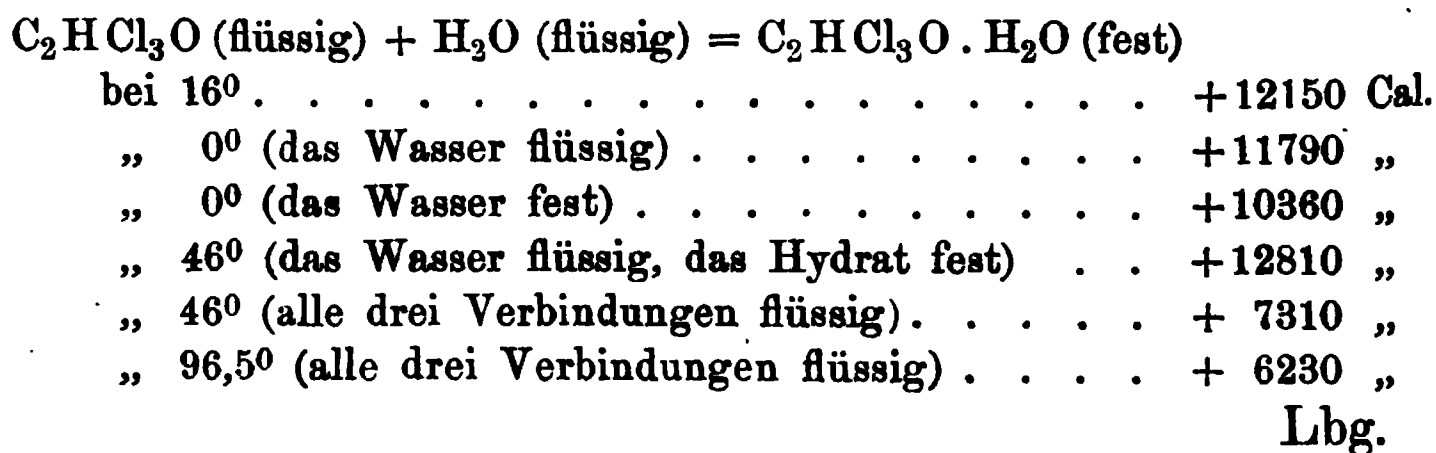 C₂HCl₃O (flüssig) + H₂O (flüssig) = C₂HCl₃O . H₂O (fest)
bei 16⁰ . . . . . . . . . . . . . . . . . . +12150 Cal.
„ 0⁰ (das Wasser flüssig) . . . . . . . . . . +11790 „
„ 0⁰ (das Wasser fest) . . . . . . . . . . . +10360 „
„ 46⁰ (das Wasser flüssig, das Hydrat fest) . . +12810 „
„ 46⁰ (alle drei Verbindungen flüssig) . . . . . + 7310 „
„ 96,5⁰ (alle drei Verbindungen flüssig) . . . . + 6230 „
Lbg.